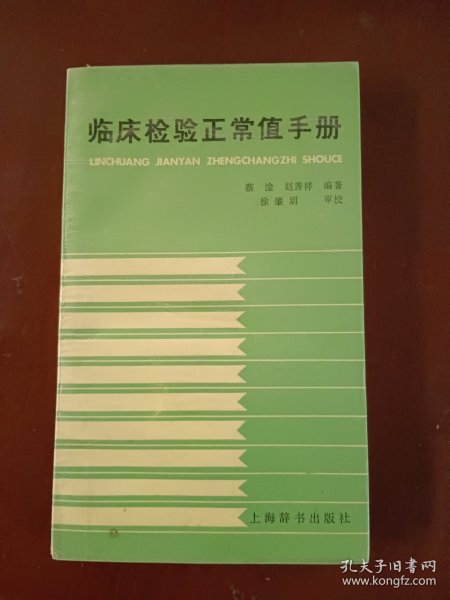 临床检验正常值手册
LINCHUANG JIANYAN ZHENGCHANGZHI SHOUCE
蔡淦 赵善祥 编著
徐肇玥 审校
上海辞书出版社
孔夫子旧书网
www.kongfz.com